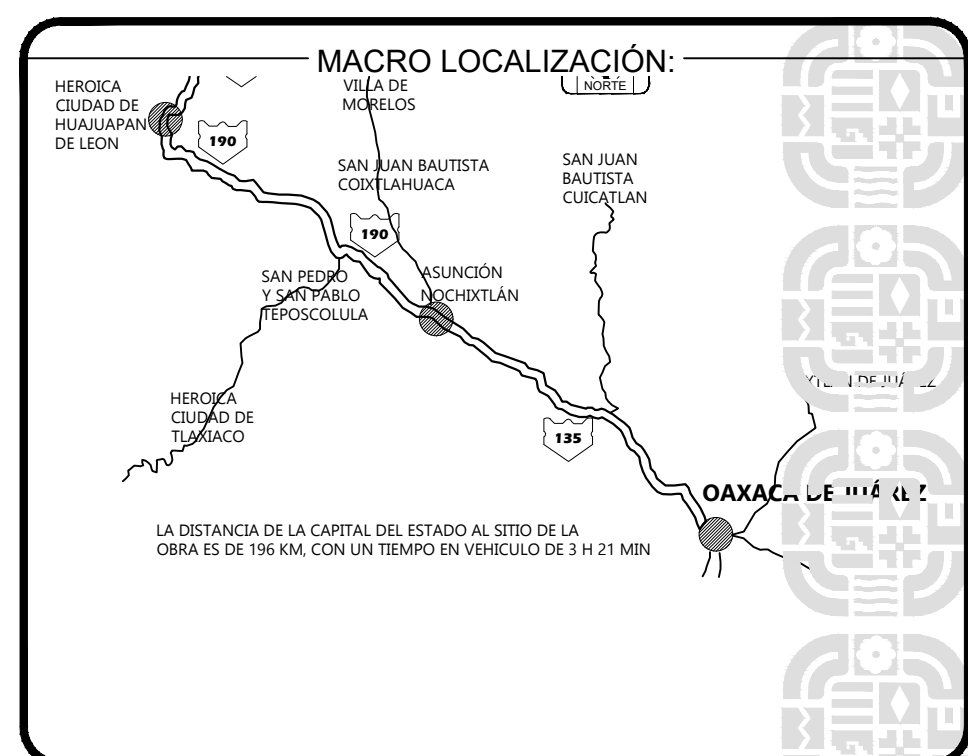 MACRO LOCALIZACIÓN:
HEROICA
CIUDAD DE
HUAJUAPAN
DE LEON
190
VILLA DE
MORELOS
NORTE
SAN JUAN BAUTISTA
COIXTLAHUACA
SAN JUAN
BAUTISTA
CUICATLAN
190
SAN PEDRO
Y SAN PABLO
TEPOSCOLULA
ASUNCIÓN
NOCHIXTLÁN
HEROICA
CIUDAD DE
TLAXIACO
135
OAXACA DE JUÁREZ
LA DISTANCIA DE LA CAPITAL DEL ESTADO AL SITIO DE LA
OBRA ES DE 196 KM, CON UN TIEMPO EN VEHICULO DE 3 H 21 MIN